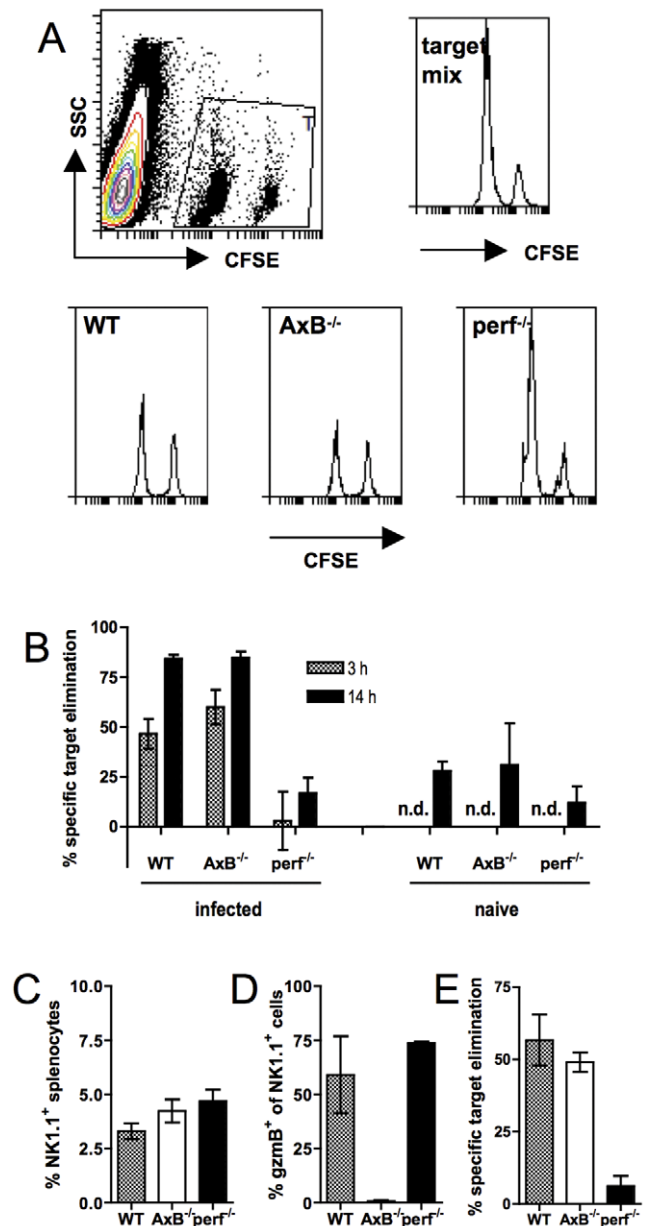 A
SSC
T
CFSE
target
mix
CFSE
WT
AxB-/-
perf-/-
CFSE
B
% specific target elimination
100
75
50
25
0
3 h
14 h
n.d.
n.d.
n.d.
WT
AxB-/-
perf-/-
WT
AxB-/-
perf-/-
infected
naive
C
% NK1.1+ splenocytes
10.0
7.5
5.0
2.5
0.0
WT
AxB-/-
perf-/-
D
% gzmB+ of NK1.1+ cells
100
75
50
25
0
WT
AxB-/-
perf-/-
E
% specific target elimination
75
50
25
0
WT
AxB-/-
perf-/-